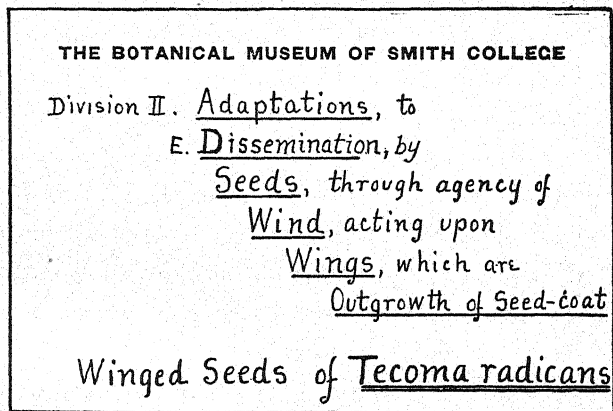 THE BOTANICAL MUSEUM OF SMITH COLLEGE
Division II. Adaptations, to
E. Dissemination, by
Seeds, through agency of
Wind, acting upon
Wings, which are
Outgrowth of Seed-coat
Winged Seeds of Tecoma radicans